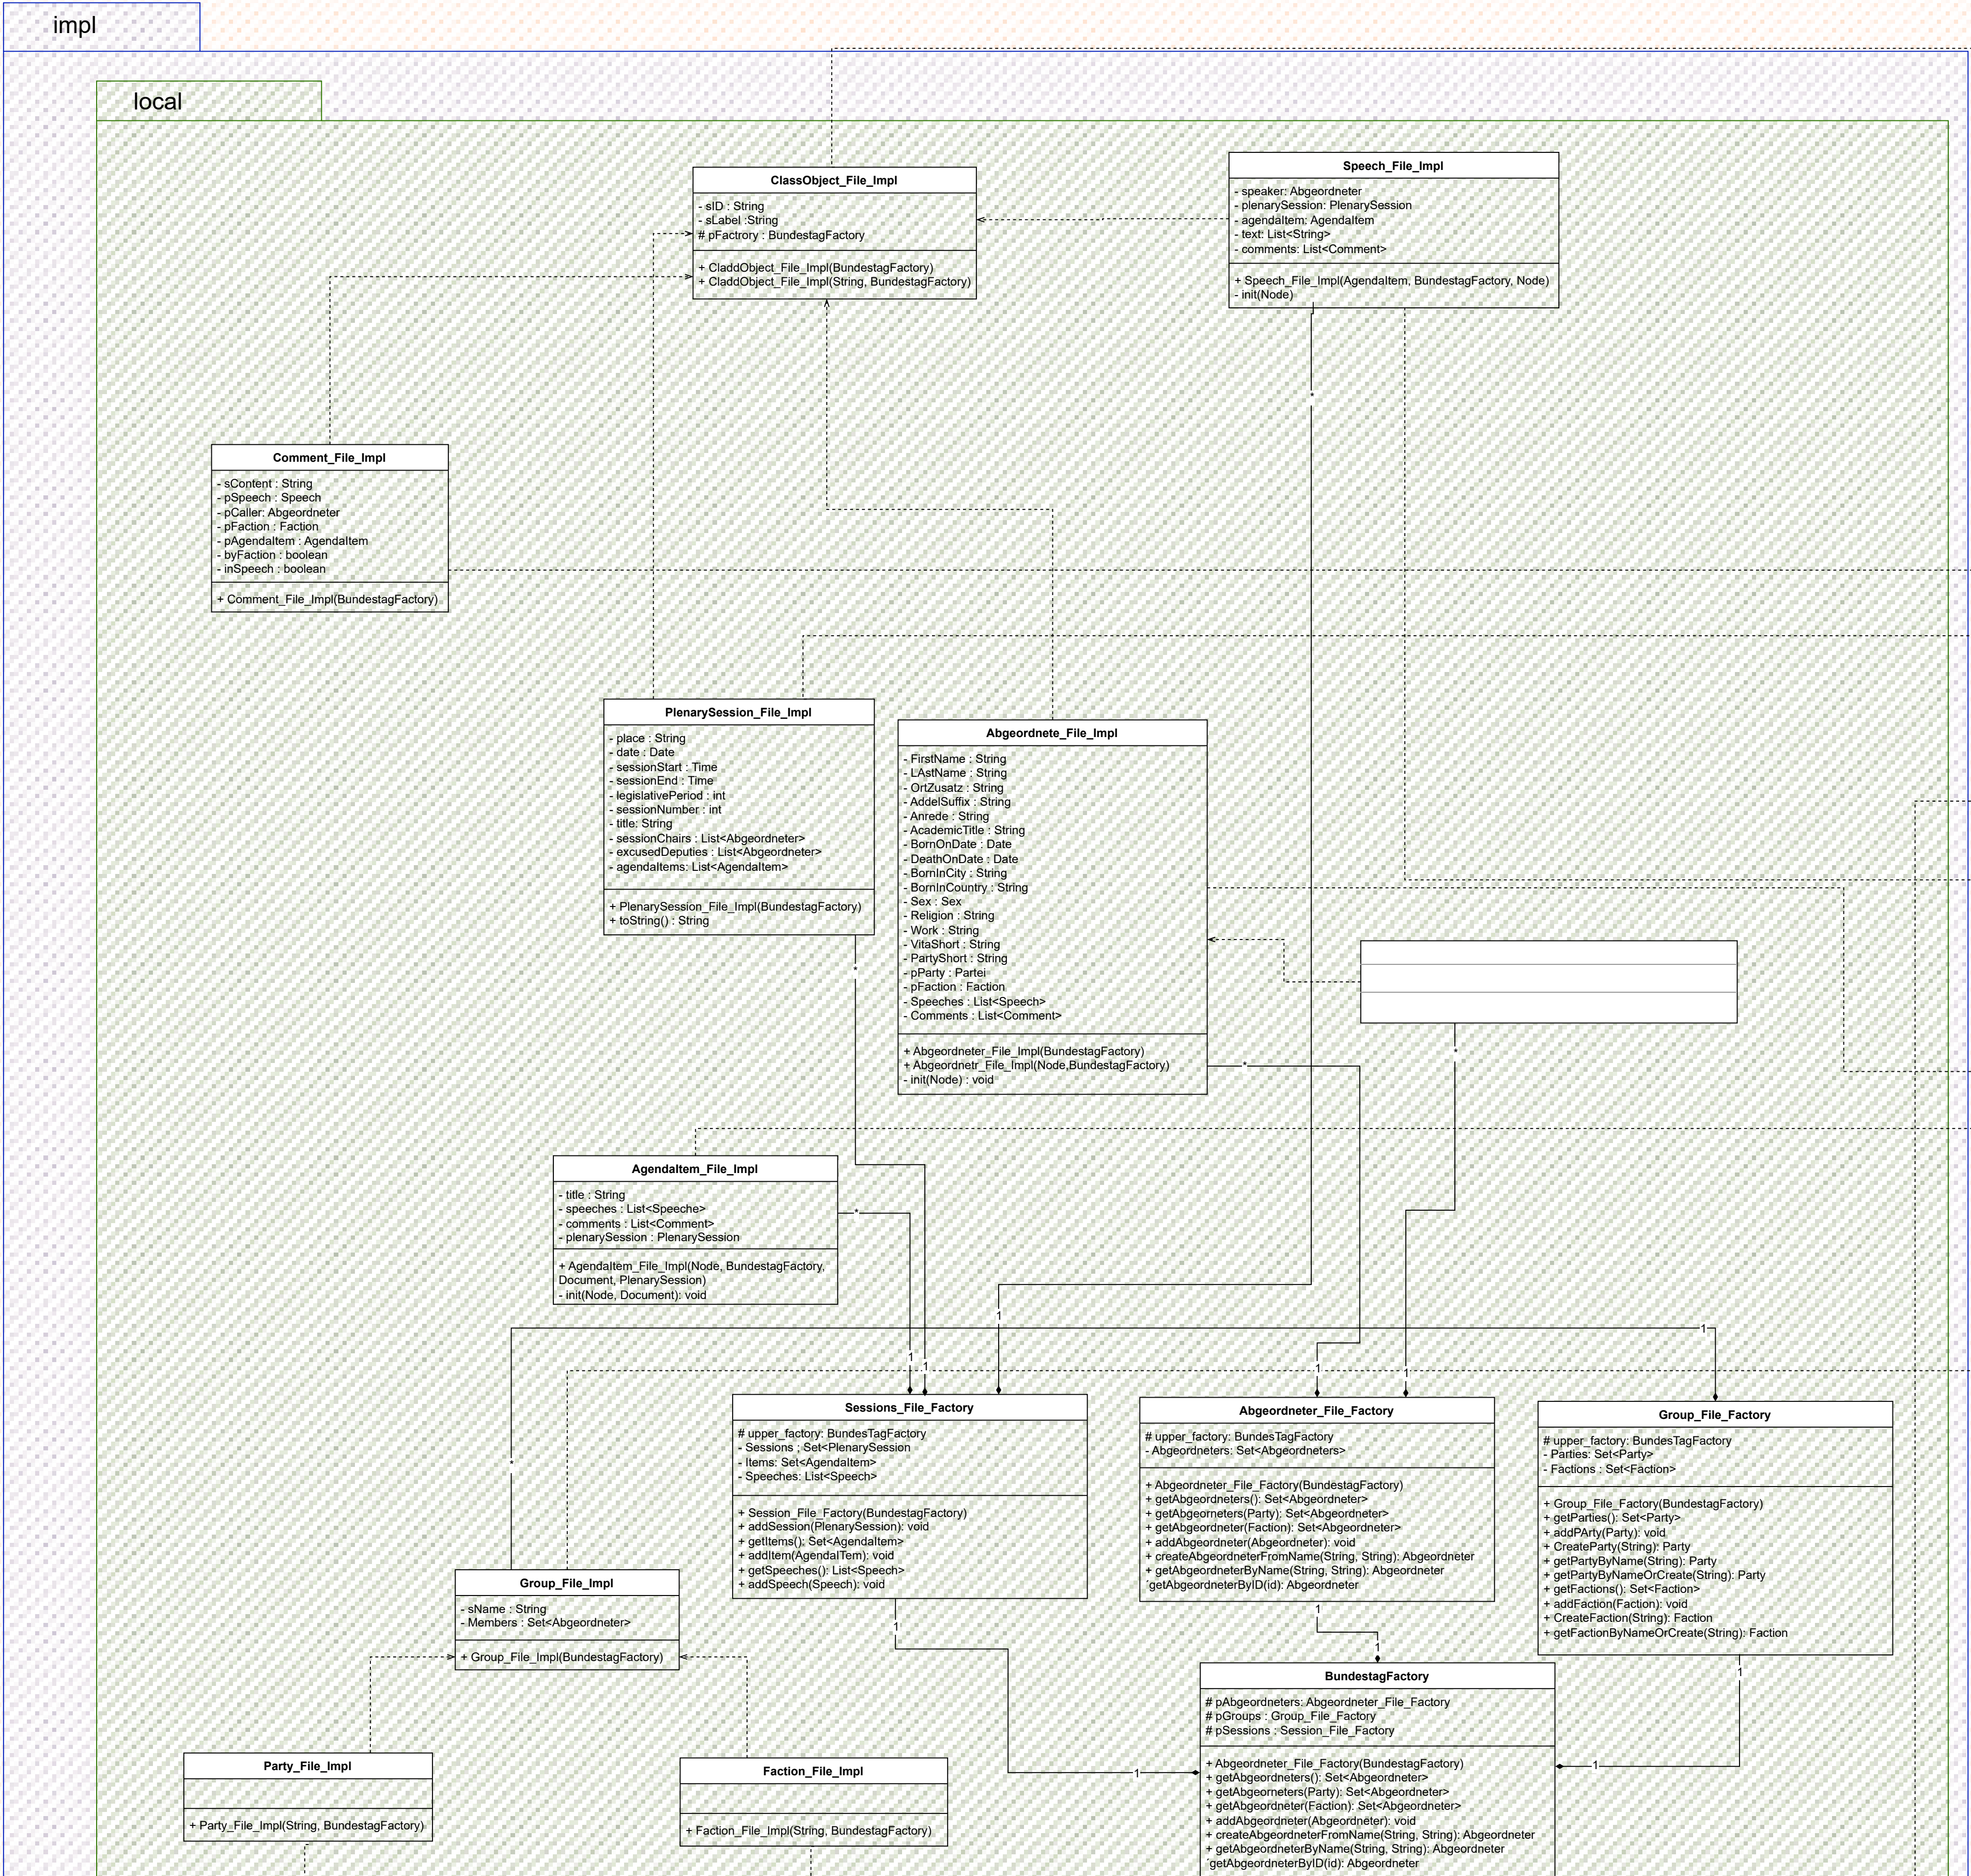 impl
local
ClassObject_File_Impl
- sID : String
- sLabel :String
# pFactrory : BundestagFactory
+ CladdObject_File_Impl(BundestagFactory)
+ CladdObject_File_Impl(String, BundestagFactory)
Speech_File_Impl
- speaker: Abgeordneter
- plenarySession: PlenarySession
- agendaItem: AgendaItem
- text: List<String>
- comments: List<Comment>
+ Speech_File_Impl(AgendaItem, BundestagFactory, Node)
- init(Node)
*
Comment_File_Impl
- sContent : String
- pSpeech : Speech
- pCaller: Abgeordneter
- pFaction : Faction
- pAgendaItem : AgendaItem
- byFaction : boolean
- inSpeech : boolean
+ Comment_File_Impl(BundestagFactory)
PlenarySession_File_Impl
- place : String
- date : Date
- sessionStart : Time
- sessionEnd : Time
- legislativePeriod : int
- sessionNumber : int
- title: String
- sessionChairs : List<Abgeordneter>
- excusedDeputies : List<Abgeordneter>
- agendaItems: List<AgendaItem>
+ PlenarySession_File_Impl(BundestagFactory)
+ toString() : String
*
Abgeordnete_File_Impl
- FirstName : String
- LAstName : String
- OrtZusatz : String
- AddelSuffix : String
- Anrede : String
- AcademicTitle : String
- BornOnDate : Date
- DeathOnDate : Date
- BornInCity : String
- BornInCountry : String
- Sex : Sex
- Religion : String
- Work : String
- VitaShort : String
- PartyShort : String
- pParty : Partei
- pFaction : Faction
- Speeches : List<Speech>
- Comments : List<Comment>
+ Abgeordneter_File_Impl(BundestagFactory)
+ Abgeordnetr_File_Impl(Node,BundestagFactory)
- init(Node) : void
*
*
AgendaItem_File_Impl
- title : String
- speeches : List<Speeche>
- comments : List<Comment>
- plenarySession : PlenarySession
+ AgendaItem_File_Impl(Node, BundestagFactory,
Document, PlenarySession)
- init(Node, Document): void
*
1
1
1
1
1
1
*
Sessions_File_Factory
# upper_factory: BundesTagFactory
- Sessions ; Set<PlenarySession
- Items: Set<AgendaItem>
- Speeches: List<Speech>
+ Session_File_Factory(BundestagFactory)
+ addSession(PlenarySession): void
+ getItems(): Set<AgendaItem>
+ addItem(AgendaITem): void
+ getSpeeches(): List<Speech>
+ addSpeech(Speech): void
1
Abgeordneter_File_Factory
# upper_factory: BundesTagFactory
- Abgeordneters: Set<Abgeordneters>
+ Abgeordneter_File_Factory(BundestagFactory)
+ getAbgeordneters(): Set<Abgeordneter>
+ getAbgeorneters(Party): Set<Abgeordneter>
+ getAbgeordneter(Faction): Set<Abgeordneter>
+ addAbgeordneter(Abgeordneter): void
+ createAbgeordneterFromName(String, String): Abgeordneter
+ getAbgeordneterByName(String, String): Abgeordneter
´getAbgeordneterByID(id): Abgeordneter
1
1
Group_File_Factory
# upper_factory: BundesTagFactory
- Parties: Set<Party>
- Factions : Set<Faction>
+ Group_File_Factory(BundestagFactory)
+ getParties(): Set<Party>
+ addPArty(Party): void
+ CreateParty(String): Party
+ getPartyByName(String): Party
+ getPartyByNameOrCreate(String): Party
+ getFactions(): Set<Faction>
+ addFaction(Faction): void
+ CreateFaction(String): Faction
+ getFactionByNameOrCreate(String): Faction
1
Group_File_Impl
- sName : String
- Members : Set<Abgeordneter>
+ Group_File_Impl(BundestagFactory)
Party_File_Impl
+ Party_File_Impl(String, BundestagFactory)
Faction_File_Impl
+ Faction_File_Impl(String, BundestagFactory)
1
1
BundestagFactory
# pAbgeordneters: Abgeordneter_File_Factory
# pGroups : Group_File_Factory
# pSessions : Session_File_Factory
+ Abgeordneter_File_Factory(BundestagFactory)
+ getAbgeordneters(): Set<Abgeordneter>
+ getAbgeorneters(Party): Set<Abgeordneter>
+ getAbgeordneter(Faction): Set<Abgeordneter>
+ addAbgeordneter(Abgeordneter): void
+ createAbgeordneterFromName(String, String): Abgeordneter
+ getAbgeordneterByName(String, String): Abgeordneter
´getAbgeordneterByID(id): Abgeordneter